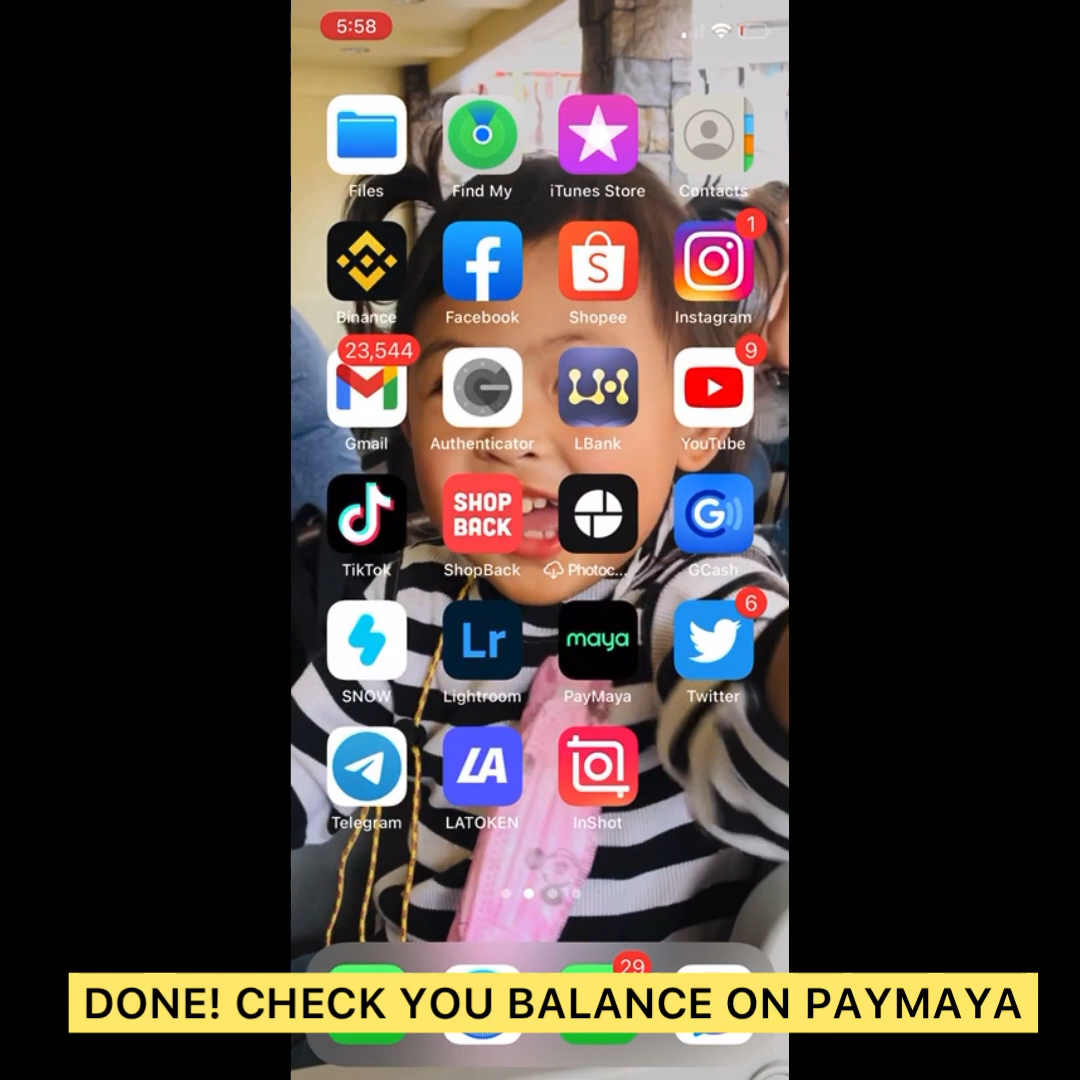 5:58
Files
Find My
iTunes Store
Contacts
1
Binance
Facebook
S
Shopee
Instagram
23,544
9
Gmail
Authenticator
LBank
YouTube
SHOP
BACK
G
TikTok
ShopBack
Photoc...
GCash
6
Lr
maya
SNOW
Lightroom
PayMaya
Twitter
LA
Telegram
LATOKEN
InShot
29
DONE! CHECK YOU BALANCE ON PAYMAYA